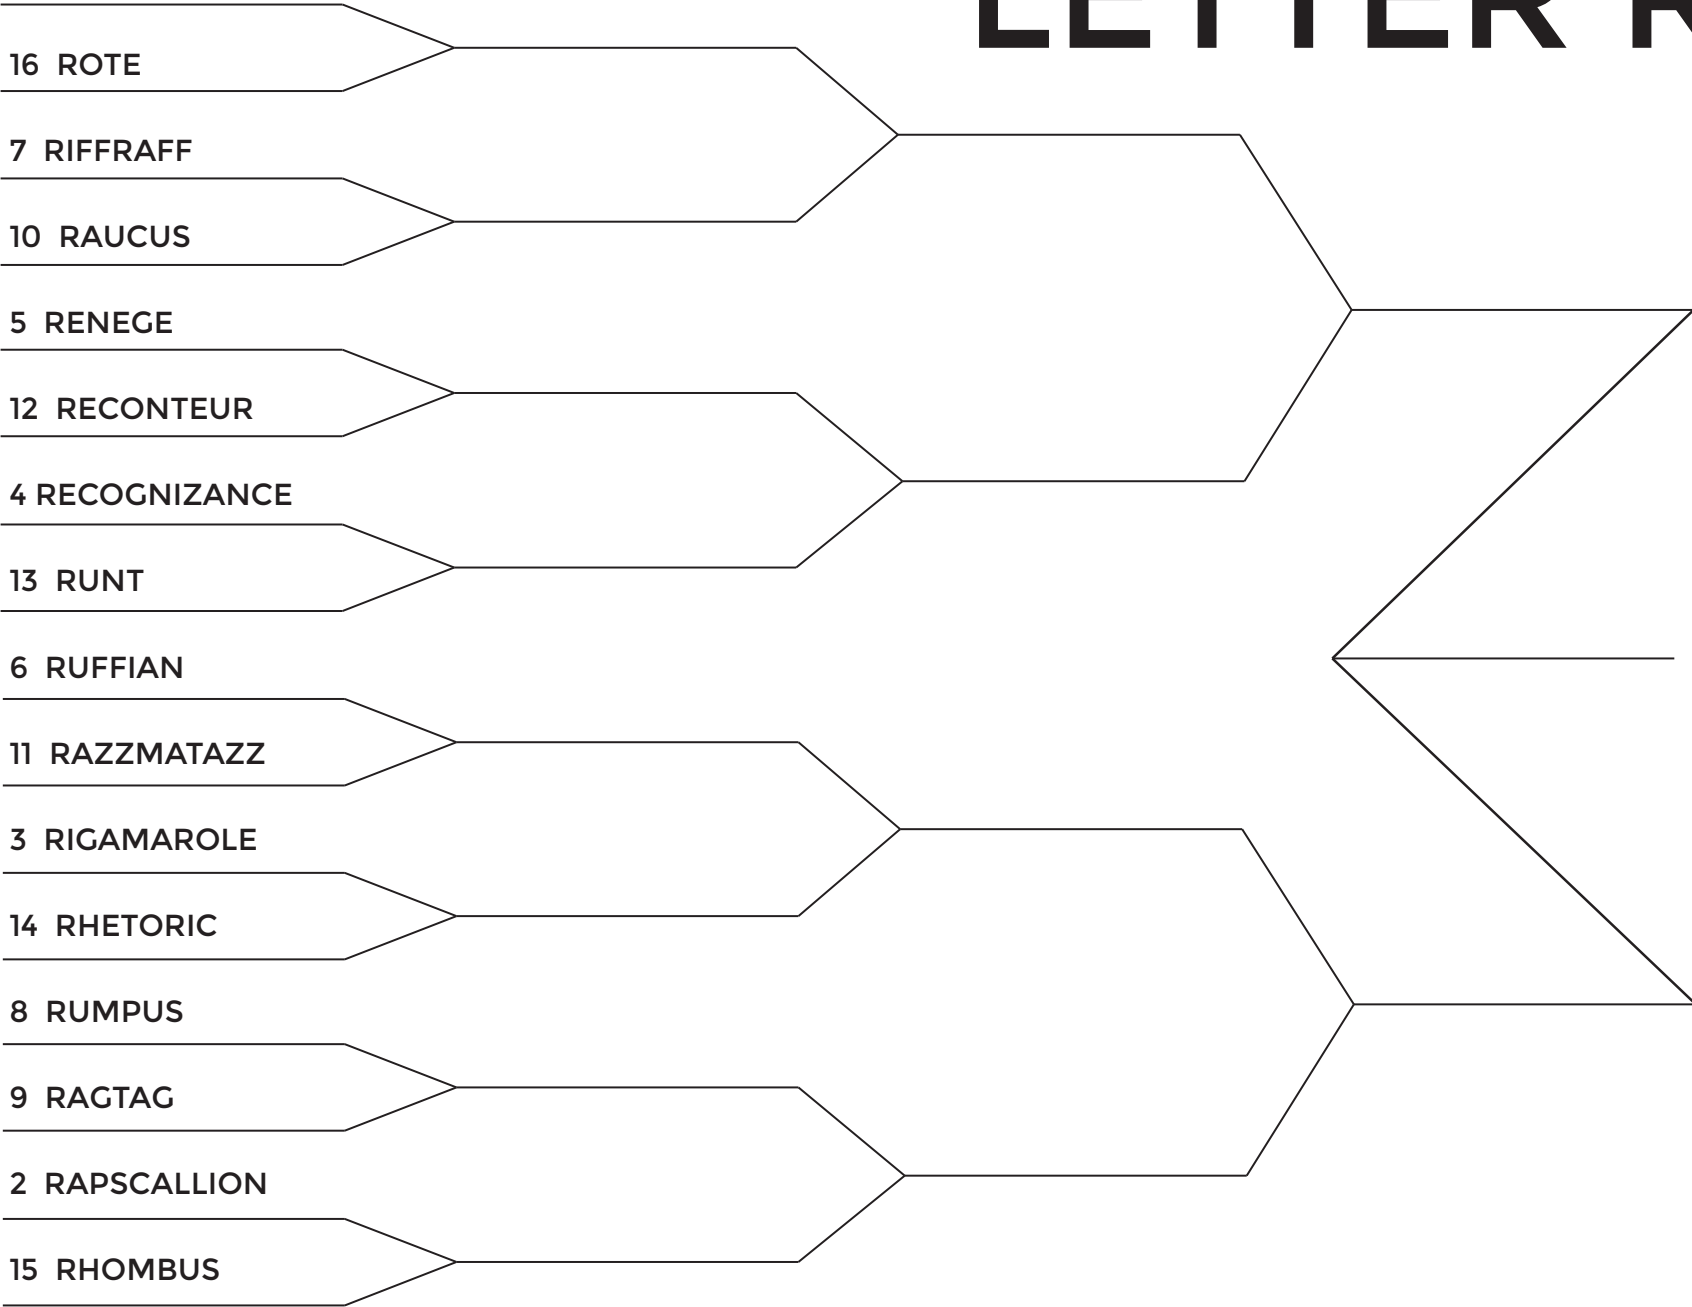 LETTER R
16 ROTE
7 RIFFRAFF
10 RAUCUS
5 RENEGE
12 RECONTEUR
4 RECOGNIZANCE
13 RUNT
6 RUFFIAN
11 RAZZMATAZZ
3 RIGAMAROLE
14 RHETORIC
8 RUMPUS
9 RAGTAG
2 RAPSCALLION
15 RHOMBUS